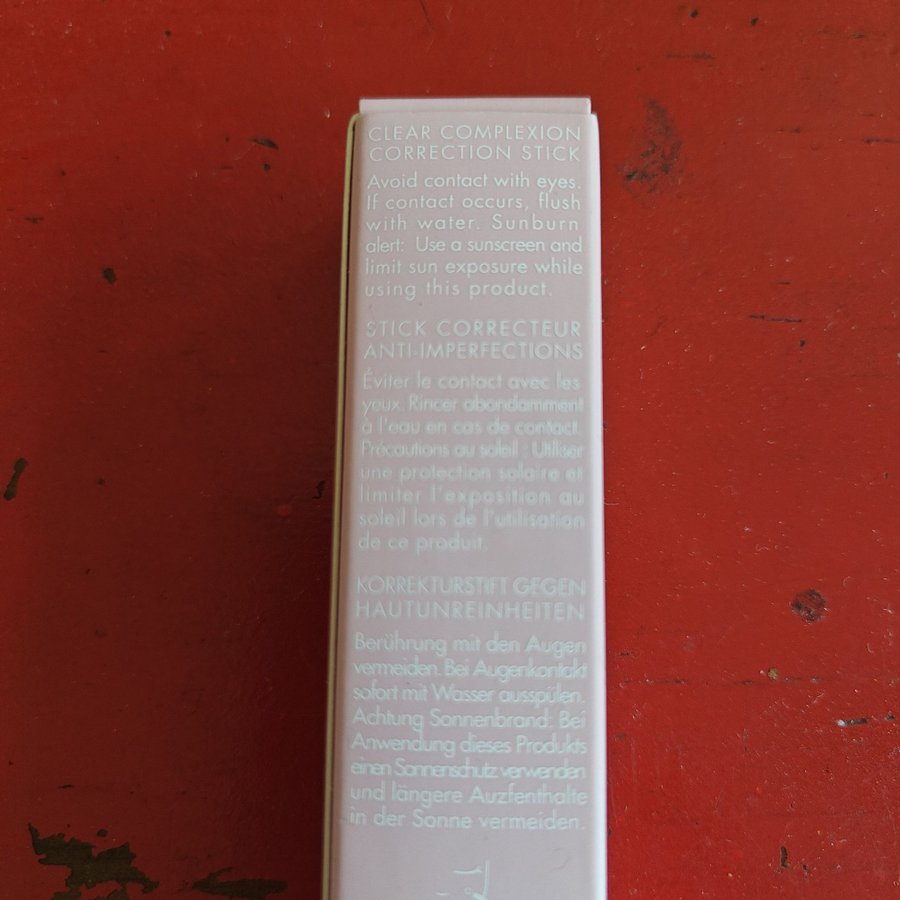 CLEAR COMPLEXION
CORRECTION STICK
Avoid contact with eyes.
If contact occurs, flush
with water. Sunburn
alert: Use a sunscreen and
limit sun exposure while
using this product.
STICK CORRECTEUR
ANTI-IMPERFECTIONS
Éviter le contact avec les
yeux. Rincer abondamment
à l'eau en cas de contact.
Précautions au soleil : Utiliser
une protection solaire et
limiter l'exposition au
soleil lors de l'utilisation
de ce produit.
KORREKTURSTIFT GEGEN
HAUTUNREINHEITEN
Berührung mit den Augen
vermeiden. Bei Augenkontakt
sofort mit Wasser ausspülen.
Achtung Sonnenbrand: Bei
Anwendung dieses Produkts
einen Sonnenschutz verwenden
und längere Auzfenthalte
in der Sonne vermeiden.